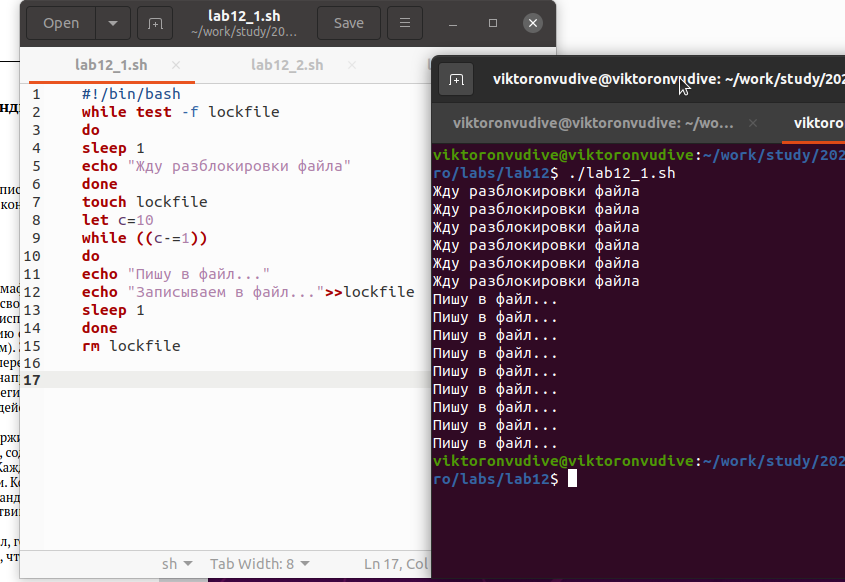 Open
lab12_1.sh
~/work/study/20...
Save
lab12_1.sh
lab12_2.sh
1 #!/bin/bash
2 while test -f lockfile
3 do
4 sleep 1
5 echo "Жду разблокировки файла"
6 done
7 touch lockfile
8 let c=10
9 while ((c-=1))
10 do
11 echo "Пишу в файл..."
12 echo "Записываем в файл...">>lockfile
13 sleep 1
14 done
15 rm lockfile
16
17
sh
Tab Width: 8
Ln 17, Col
viktoronvudive@viktoronvudive: ~/work/study/202
viktoronvudive@viktoronvudive: ~/wo...
viktoro
viktoronvudive@viktoronvudive:~/work/study/202
ro/labs/lab12$ ./lab12_1.sh
Жду разблокировки файла
Жду разблокировки файла
Жду разблокировки файла
Жду разблокировки файла
Жду разблокировки файла
Жду разблокировки файла
Пишу в файл...
Пишу в файл...
Пишу в файл...
Пишу в файл...
Пишу в файл...
Пишу в файл...
Пишу в файл...
Пишу в файл...
Пишу в файл...
viktoronvudive@viktoronvudive:~/work/study/202
ro/labs/lab12$